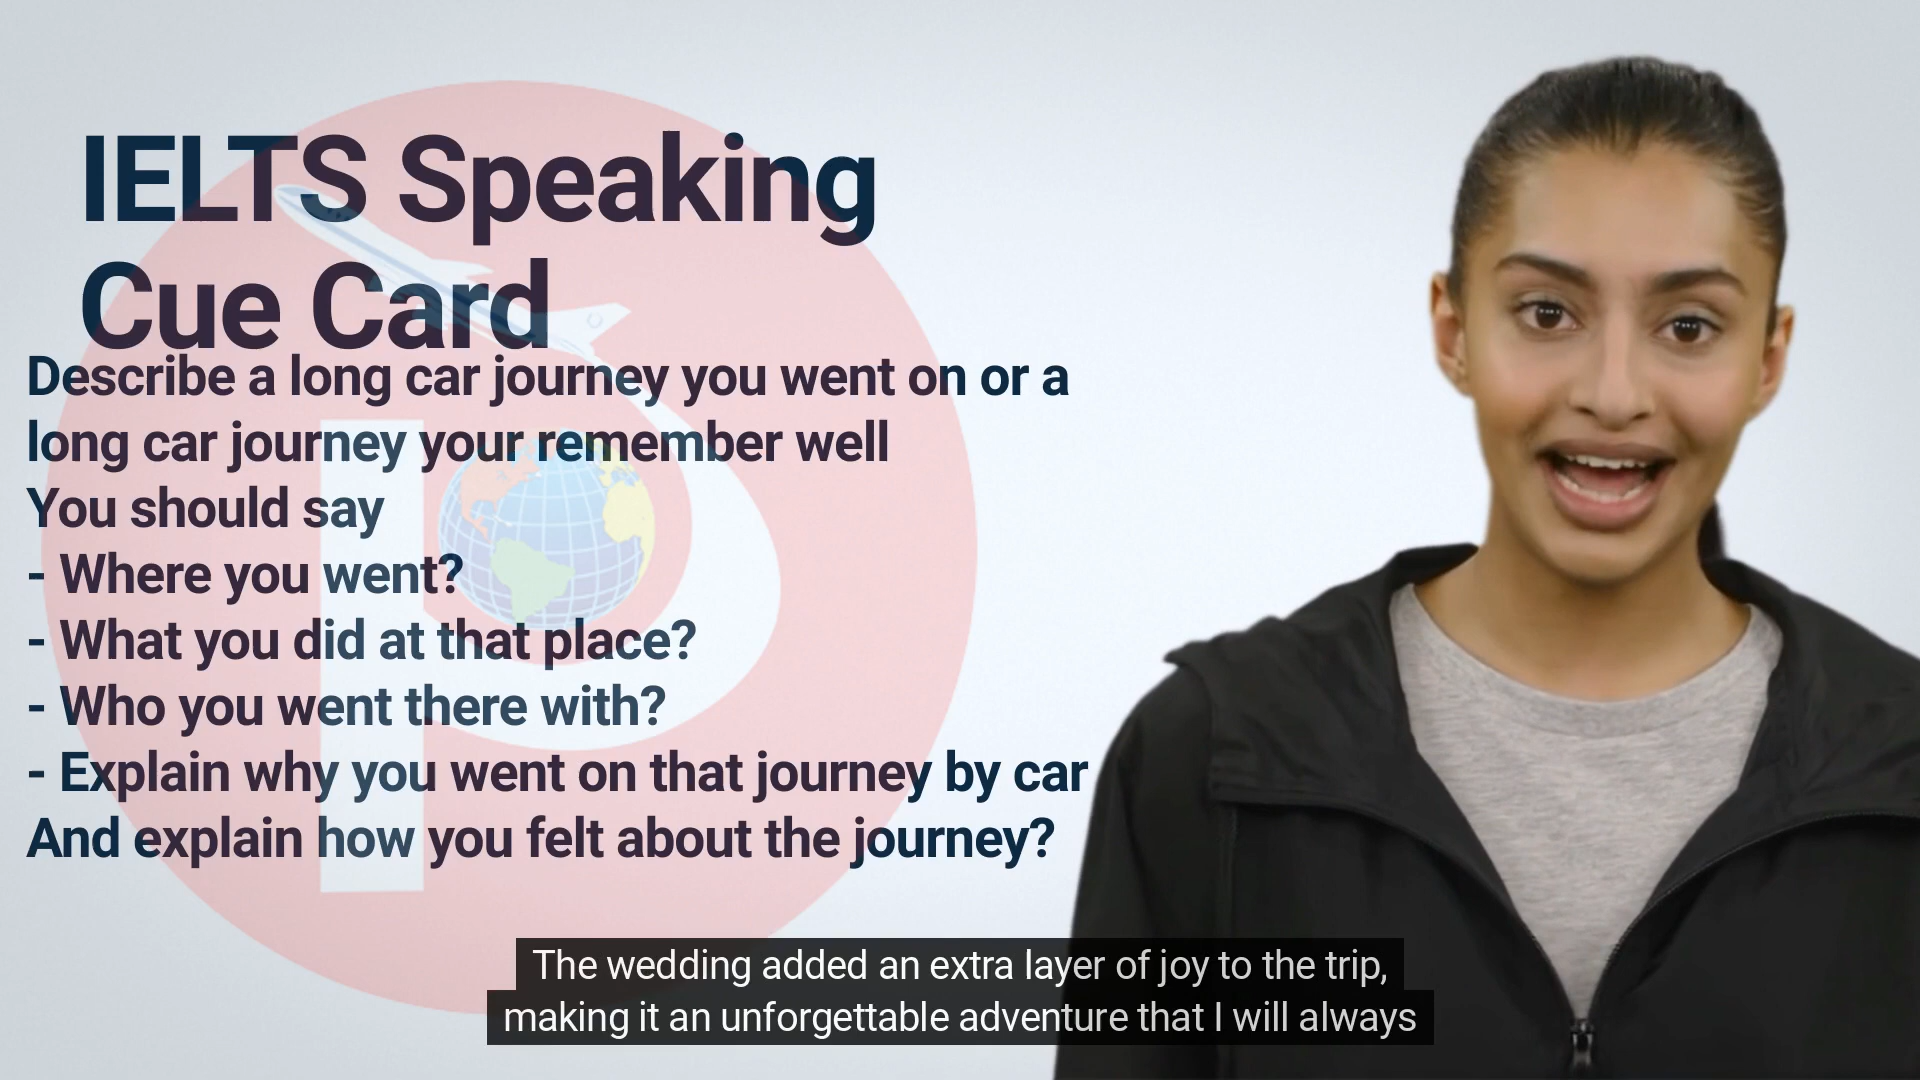 IELTS Speaking
Cue Card
Describe a long car journey you went on or a
long car journey your remember well
You should say
- Where you went?
- What you did at that place?
- Who you went there with?
- Explain why you went on that journey by car
And explain how you felt about the journey?
The wedding added an extra layer of joy to the trip,
making it an unforgettable adventure that I will always